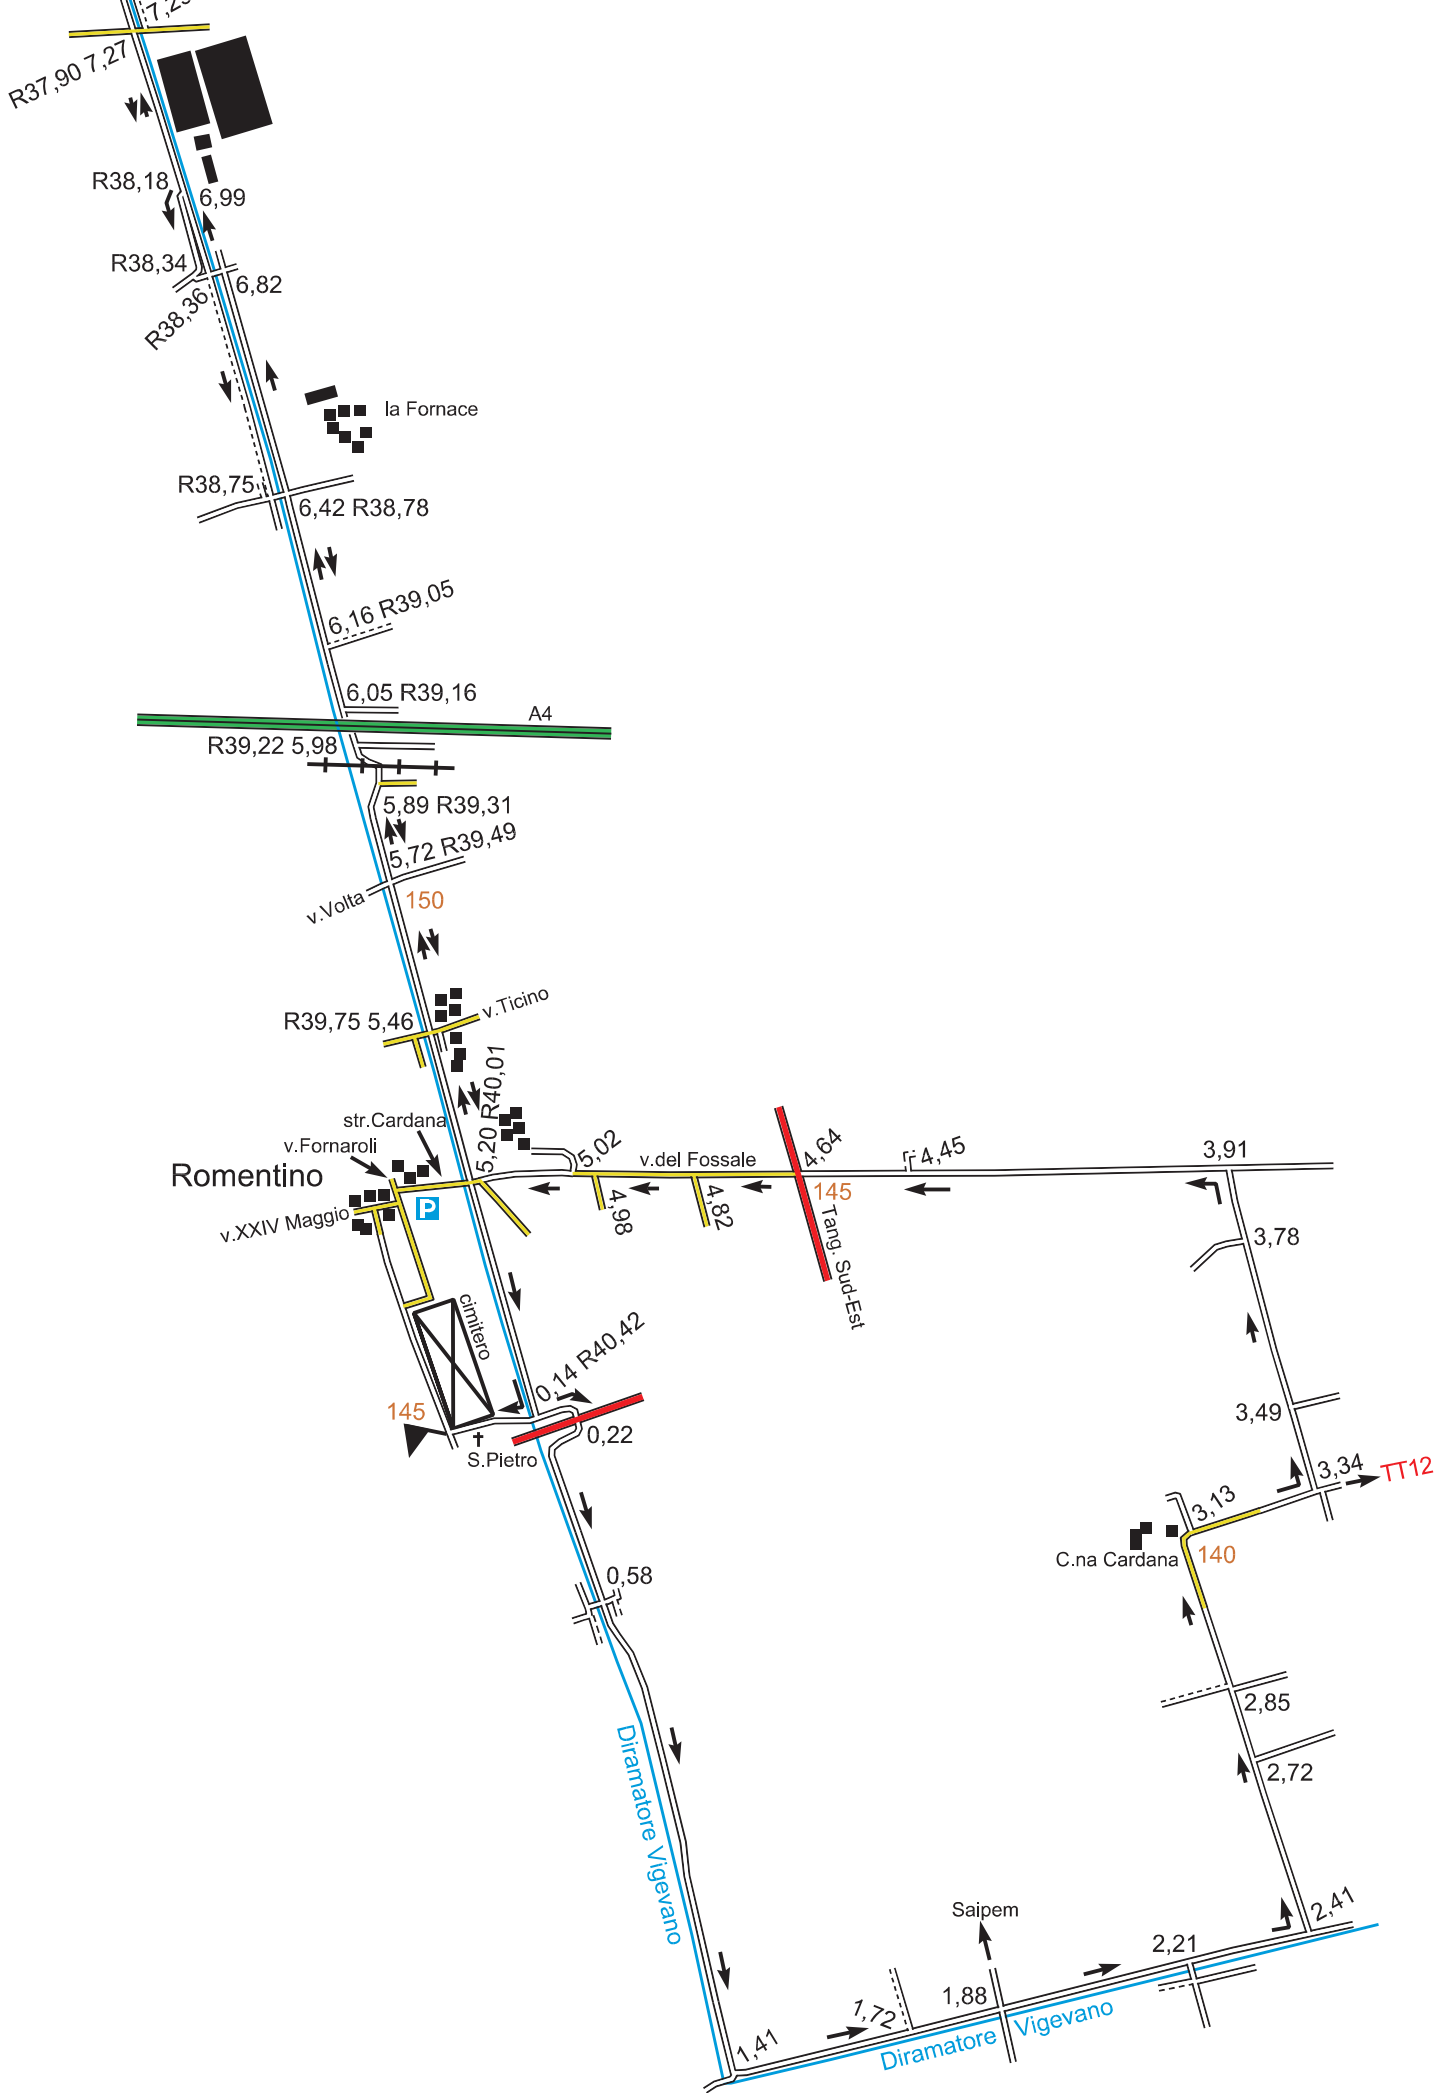 7,29
R37,90 7,27
R38,18
6,99
R38,34
6,82
R38,36
la Fornace
R38,75
6,42 R38,78
6,16 R39,05
6,05 R39,16
A4
R39,22 5,98
5,89 R39,31
5,72 R39,49
v.Volta
150
v.Ticino
R39,75 5,46
5,20 R40,01
str.Cardana
v.Fornaroli
Romentino
P
v.XXIV Maggio
5,02
v.del Fossale
4,64
4,45
3,91
4,98
4,82
145
Tang. Sud-Est
3,78
cimitero
0,14 R40,42
145
0,22
S.Pietro
3,49
3,34
TT12
3,13
C.na Cardana
140
0,58
2,85
2,72
Diramatore Vigevano
Saipem
2,41
2,21
1,88
1,72
1,41
Diramatore Vigevano